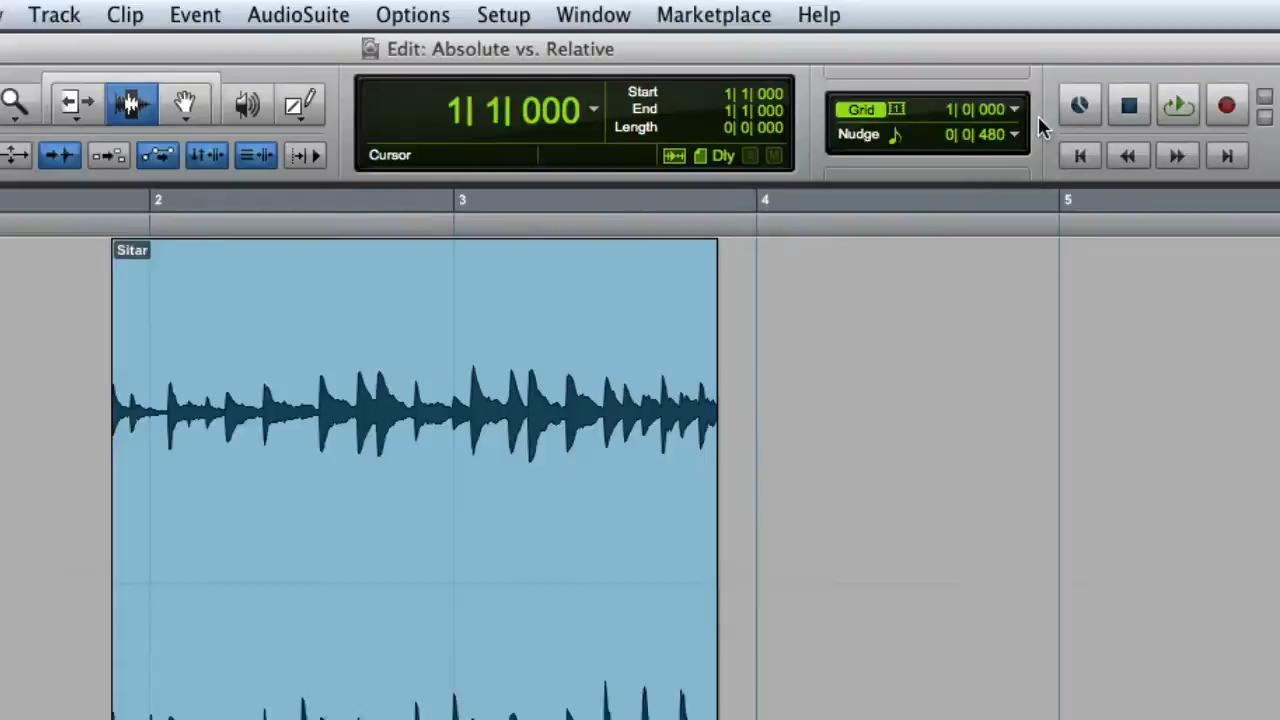 Track Clip Event AudioSuite Options Setup Window Marketplace Help
Edit: Absolute vs. Relative
1| 1| 000
Start 1| 1| 000
End 1| 1| 000
Length 0| 0| 000
Cursor
Dly
Grid 1| 0| 000
Nudge 0| 0| 480
2 3 4 5
Sitar